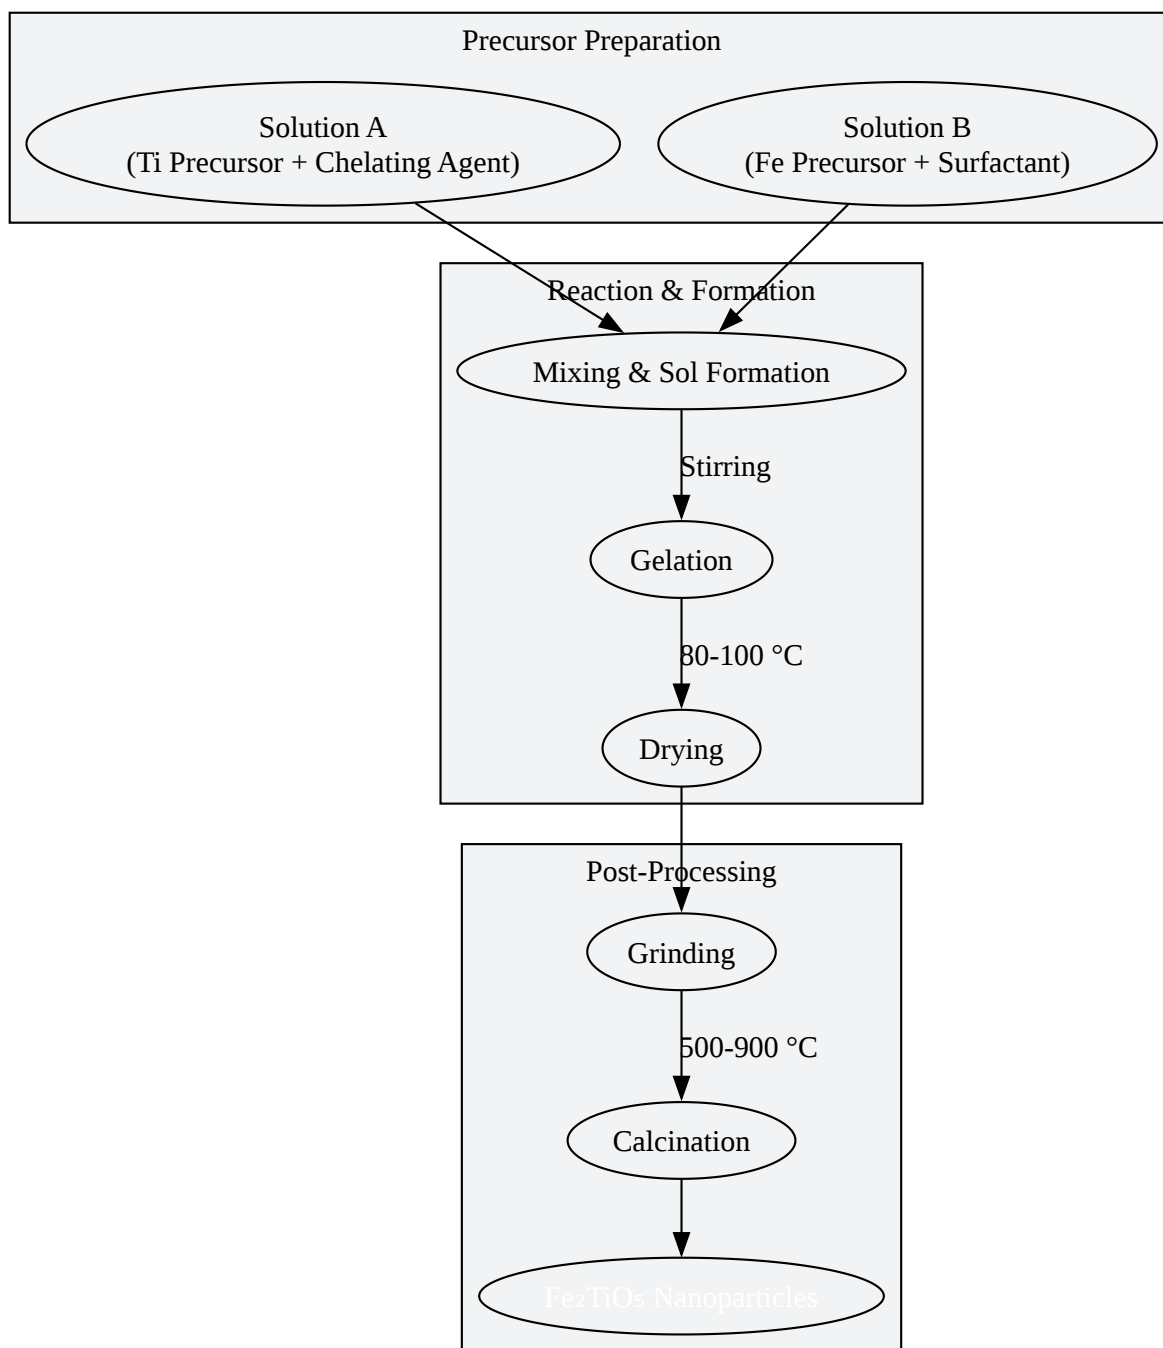 Precursor Preparation
Solution A
(Ti Precursor + Chelating Agent)
Solution B
(Fe Precursor + Surfactant)
Reaction & Formation
Mixing & Sol Formation
Stirring
Gelation
80-100 °C
Drying
Post-Processing
Grinding
500-900 °C
Calcination
Fe₂TiO₅ Nanoparticles